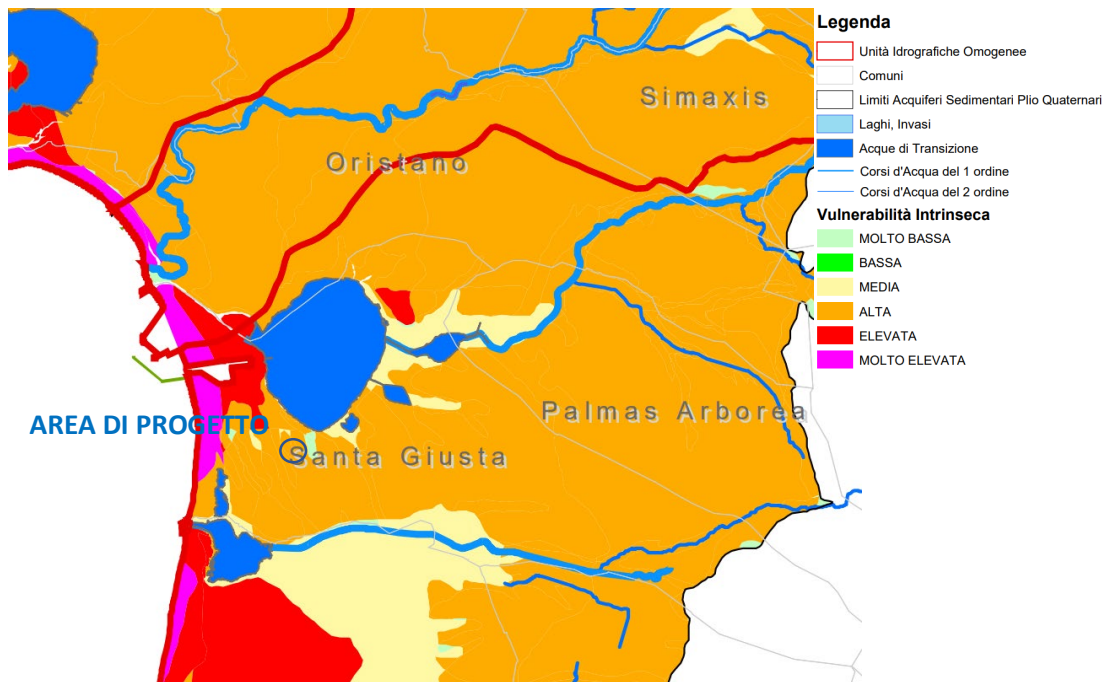 Simaxis
Oristano
Palmas Arborea
AREA DI PROGETTO
Santa Giusta
Legenda
Unità Idrografiche Omogenee
Comuni
Limiti Acquiferi Sedimentari Plio Quaternari
Laghi, Invasi
Acque di Transizione
Corsi d'Acqua del 1 ordine
Corsi d'Acqua del 2 ordine
Vulnerabilità Intrinseca
MOLTO BASSA
BASSA
MEDIA
ALTA
ELEVATA
MOLTO ELEVATA